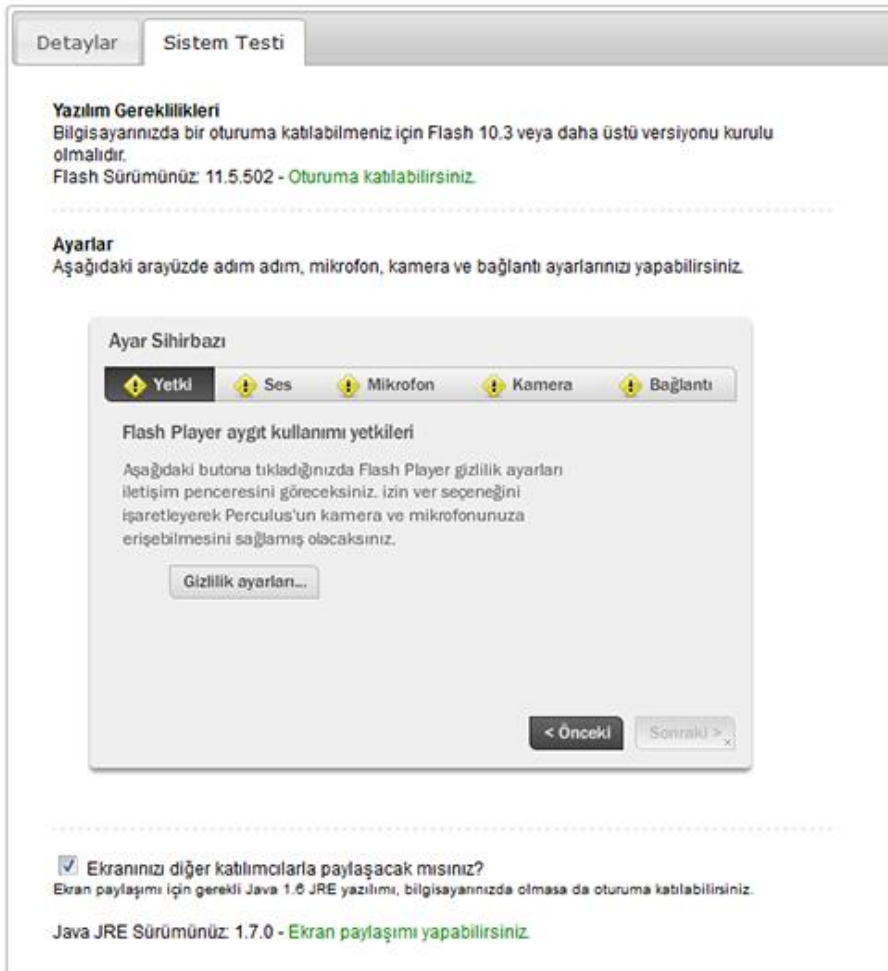 Detaylar
Sistem Testi
Yazılım Gereklilikleri
Bilgisayarınızda bir oturuma katılabilmeniz için Flash 10.3 veya daha üstü versiyonu kurulu
olmalıdır.
Flash Sürümünüz: 11.5.502 - Oturuma katılabilirsiniz.
Ayarlar
Aşağıdaki arayüzde adım adım, mikrofon, kamera ve bağlantı ayarlarınızı yapabilirsiniz.
Ayar Sihirbazı
Yetki Ses Mikrofon Kamera Bağlantı
Flash Player aygıt kullanımı yetkileri
Aşağıdaki butona tıkladığınızda Flash Player gizlilik ayarları
iletişim penceresini göreceksiniz. izin ver seçeneğini
işaretleyerek Perculus'un kamera ve mikrofonunuza
erişebilmesini sağlamış olacaksınız.
Gizlilik ayarları...
< Önceki Sonraki >
Ekranınızı diğer katılımcılarla paylaşacak mısınız?
Ekran paylaşımı için gerekli Java 1.6 JRE yazılımı, bilgisayarınızda olmasa da oturuma katılabilirsiniz.
Java JRE Sürümünüz: 1.7.0 - Ekran paylaşımı yapabilirsiniz.